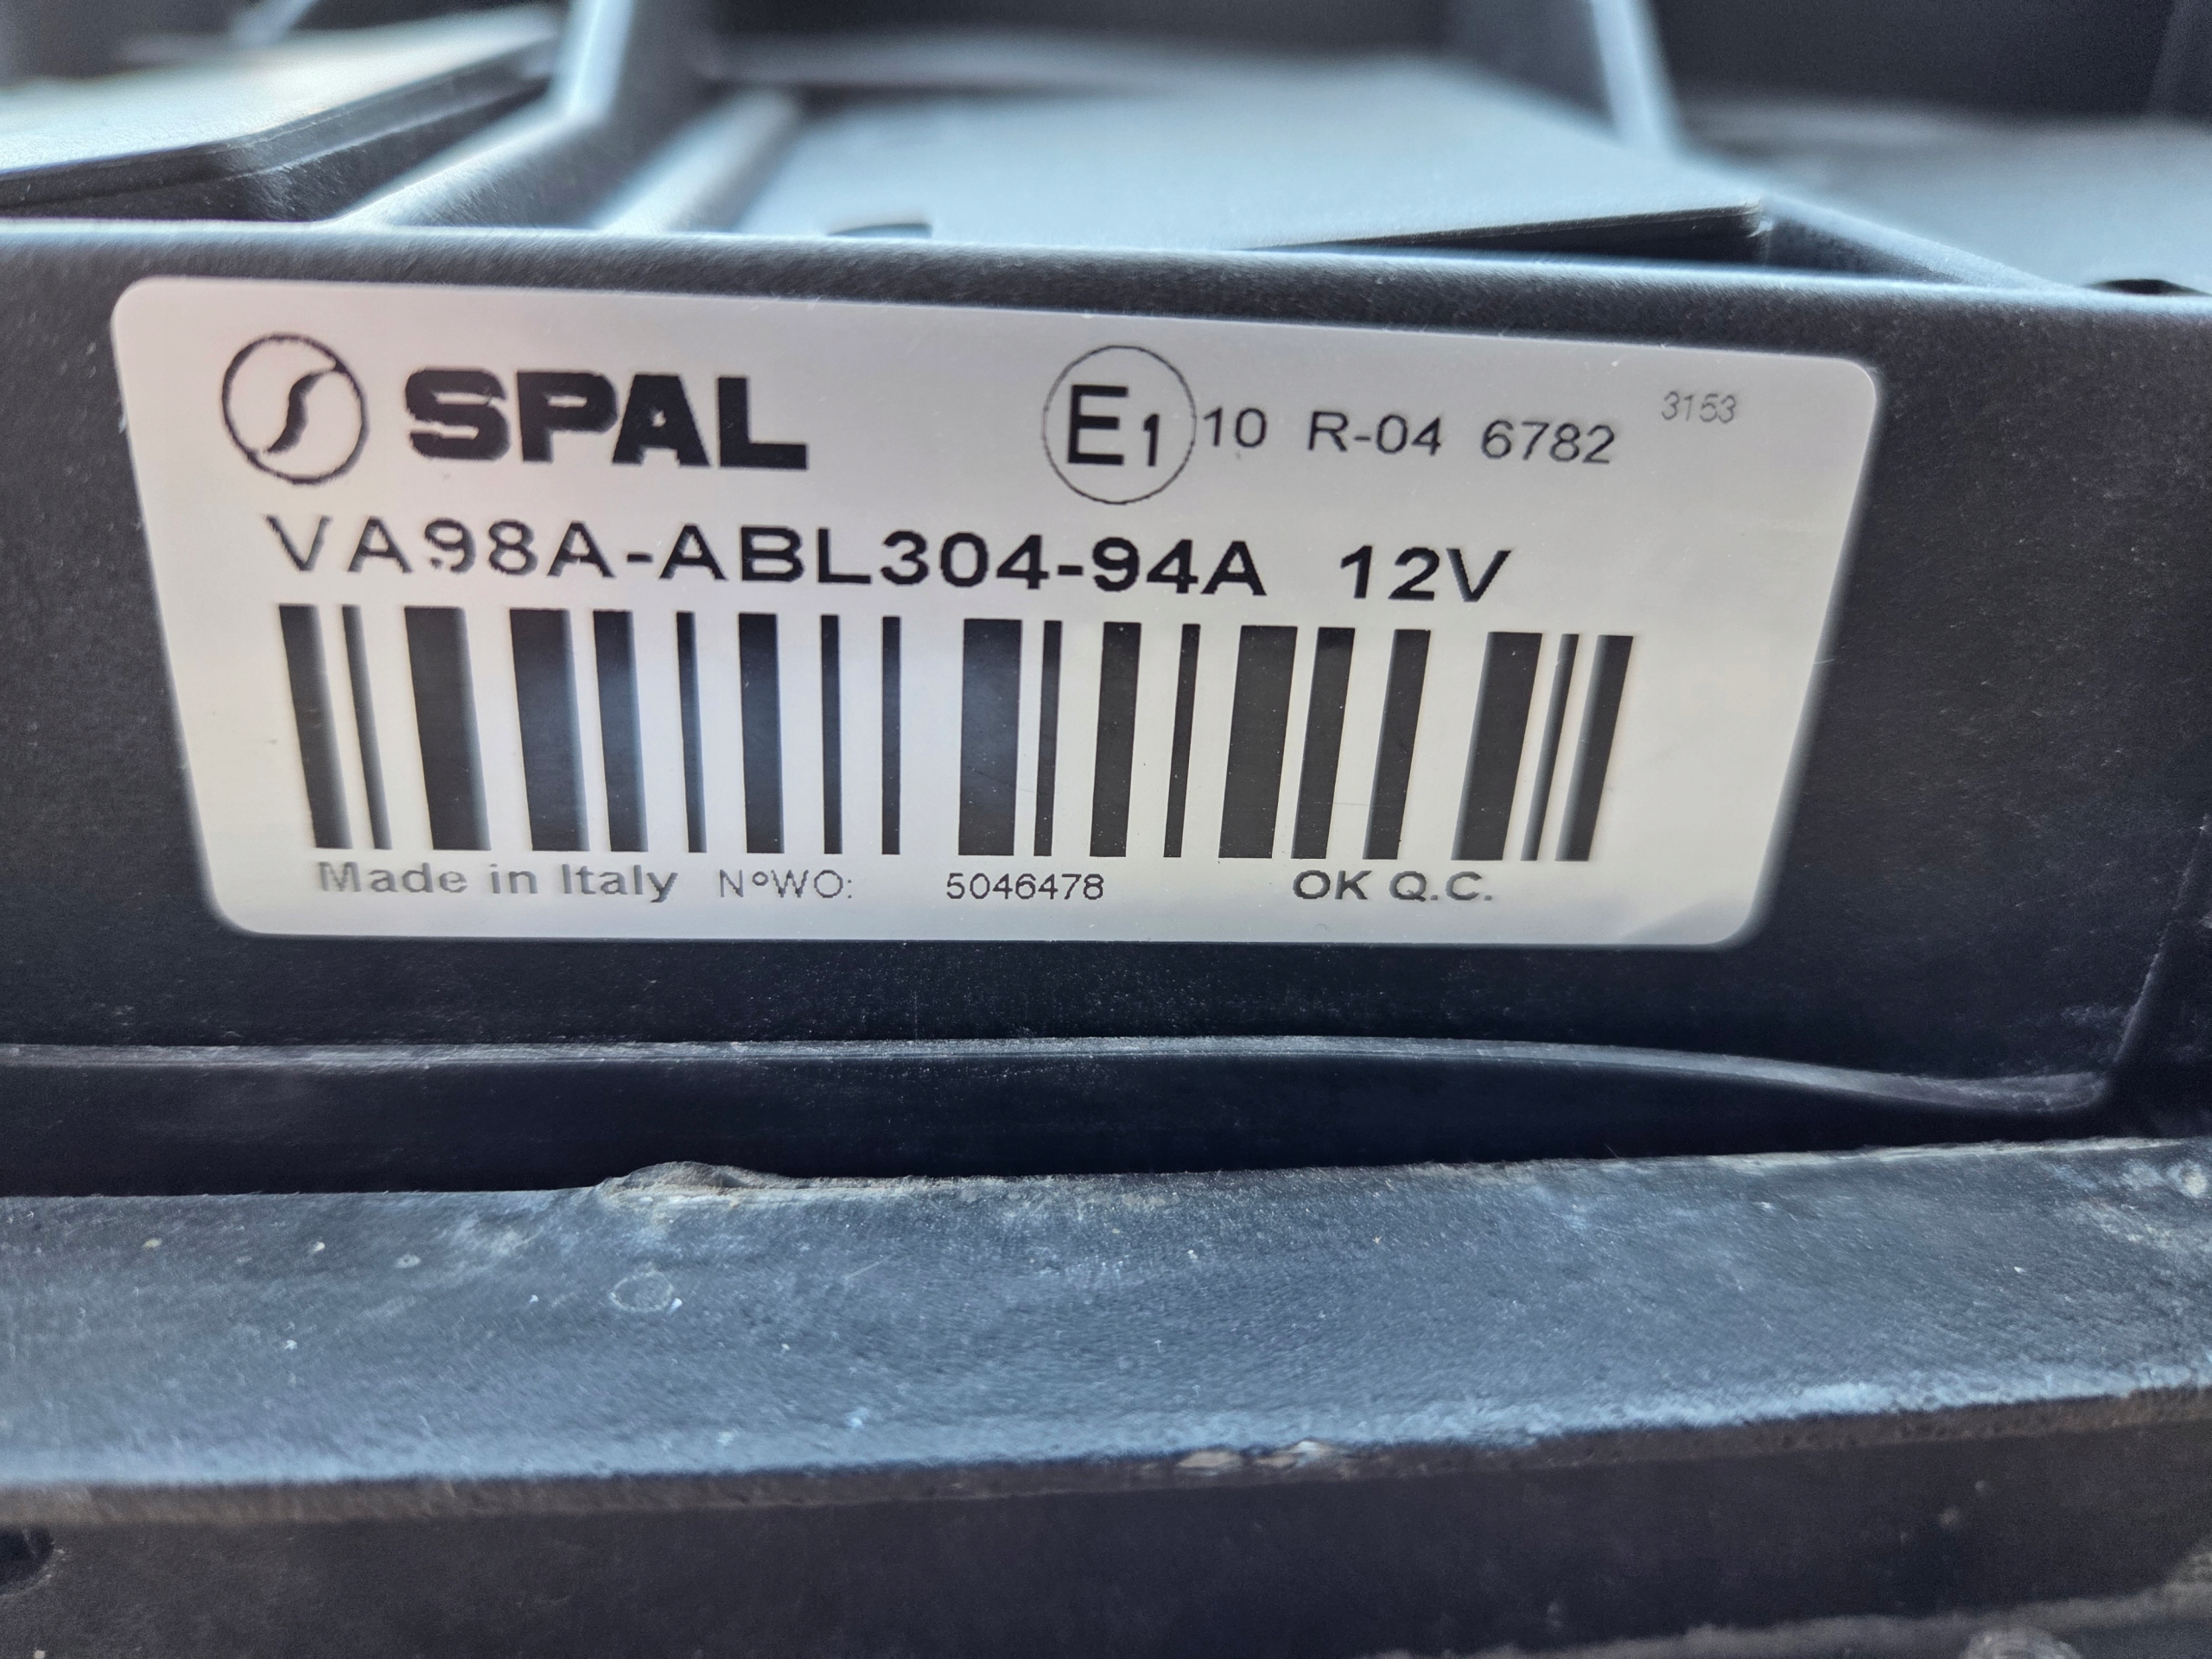 SPAL E1 10 R-04 6782 3153
VA98A-ABL304-94A 12V
Made in Italy N°WO: 5046478 OK Q.C.